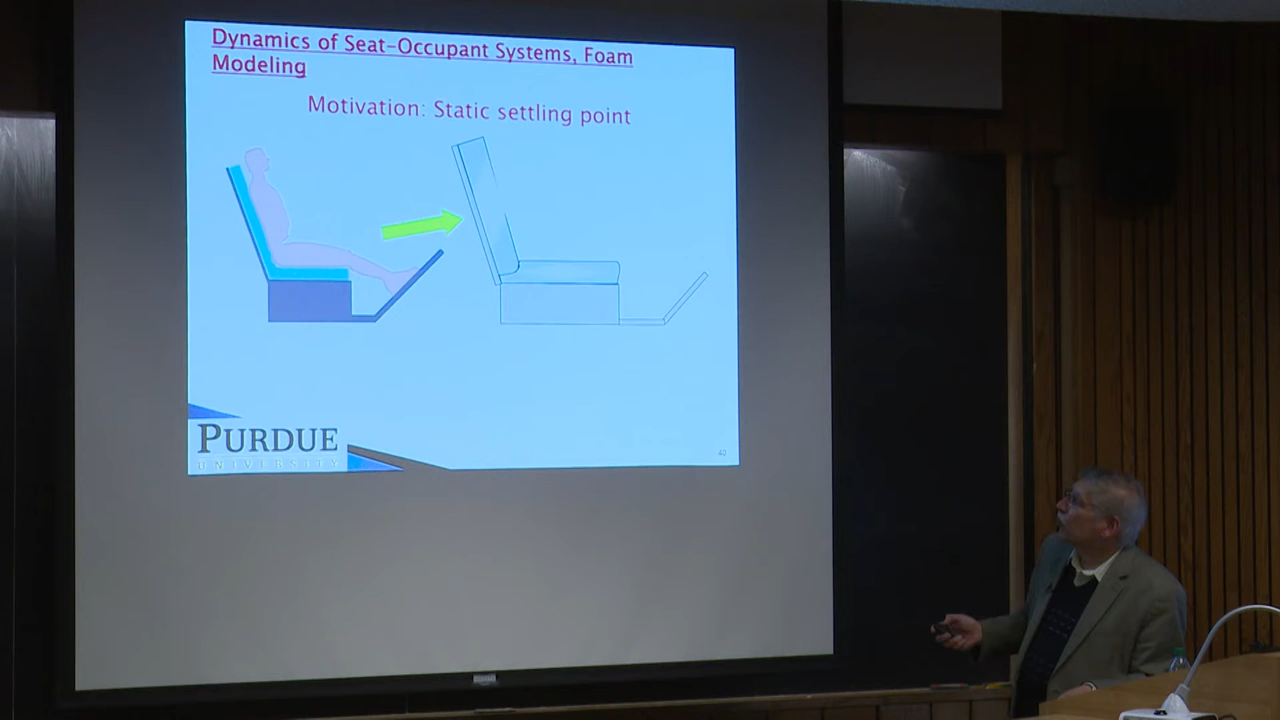 Dynamics of Seat-Occupant Systems, Foam
Modeling
Motivation: Static settling point
PURDUE
UNIVERSITY
40